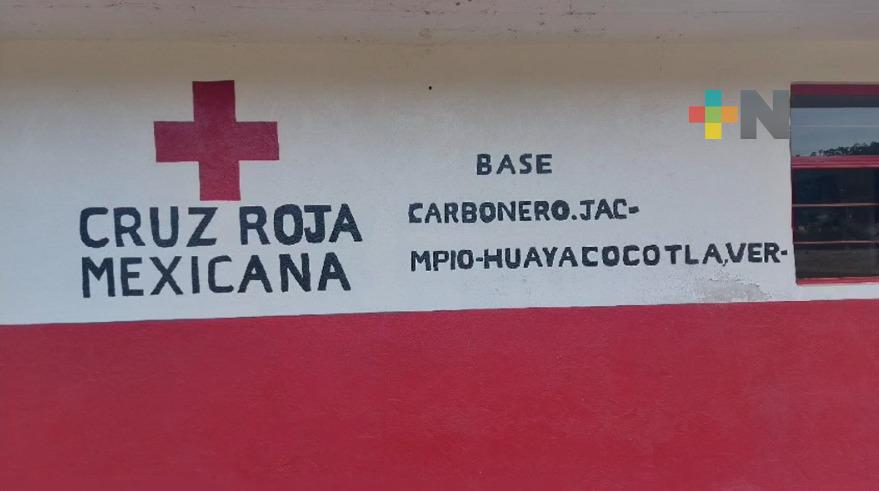 CRUZ ROJA
MEXICANA
BASE
CARBONERO.JAC-
MPIO-HUAYACOCOTLA,VER-
+N